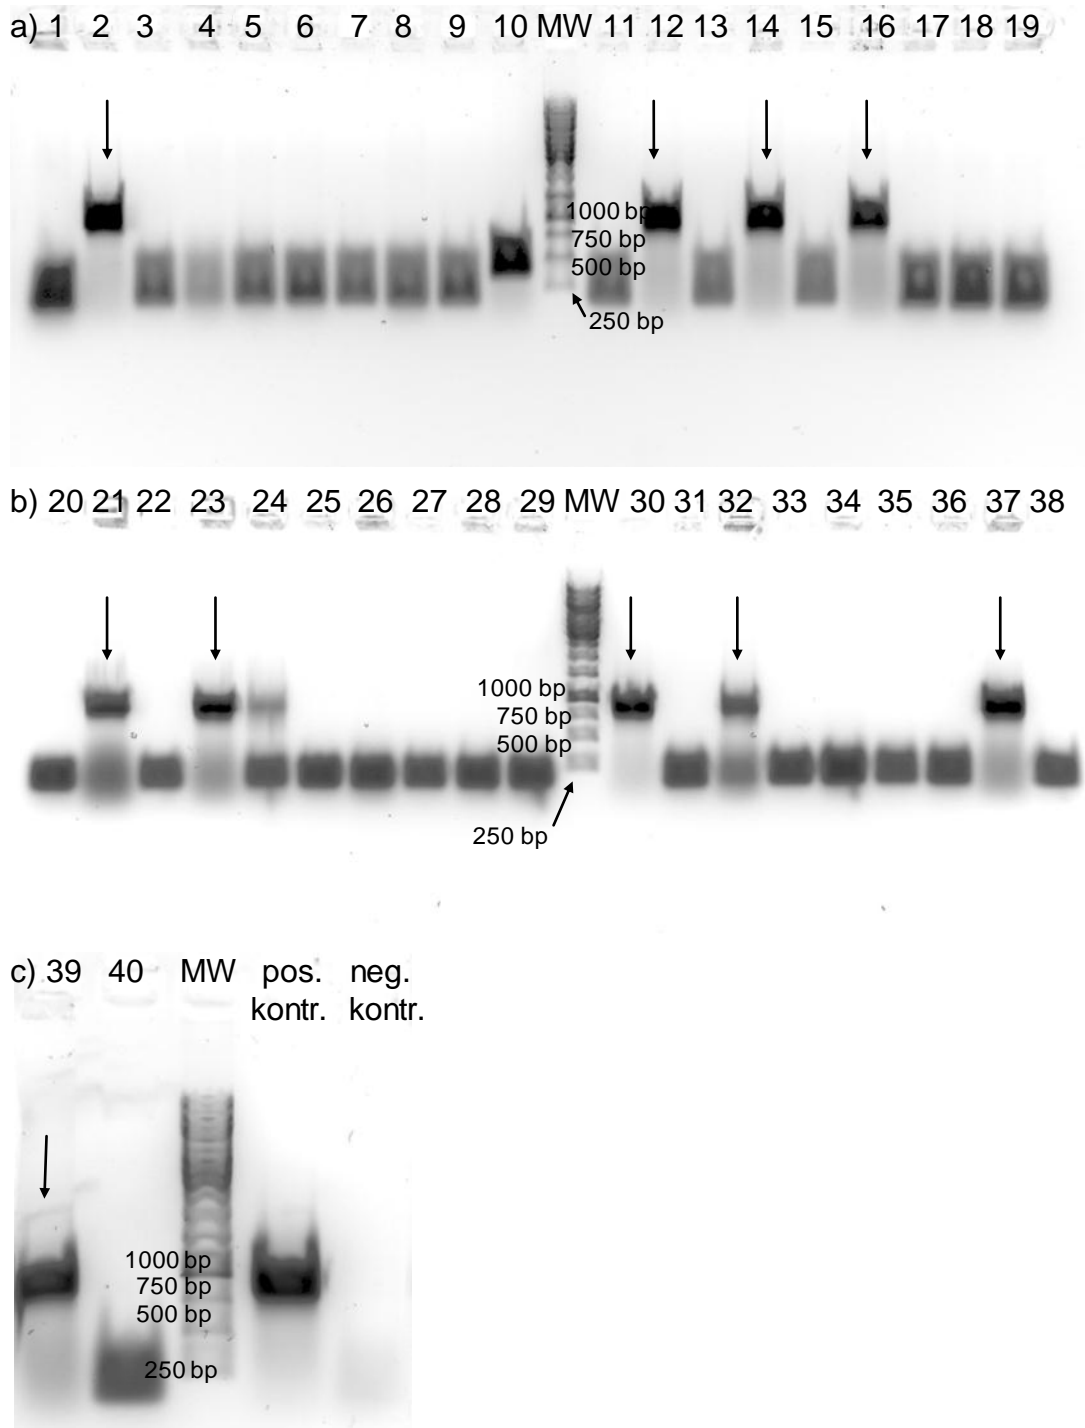 a) 1 2 3 4 5 6 7 8 9 10 MW 11 12 13 14 15 16 17 18 19
1000 bp
750 bp
500 bp
250 bp
b) 20 21 22 23 24 25 26 27 28 29 MW 30 31 32 33 34 35 36 37 38
1000 bp
750 bp
500 bp
250 bp
c) 39 40 MW pos. neg.
kontr. kontr.
1000 bp
750 bp
500 bp
250 bp